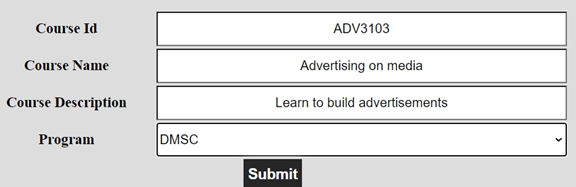 Course Id ADV3103
Course Name Advertising on media
Course Description Learn to build advertisements
Program DMSC
Submit